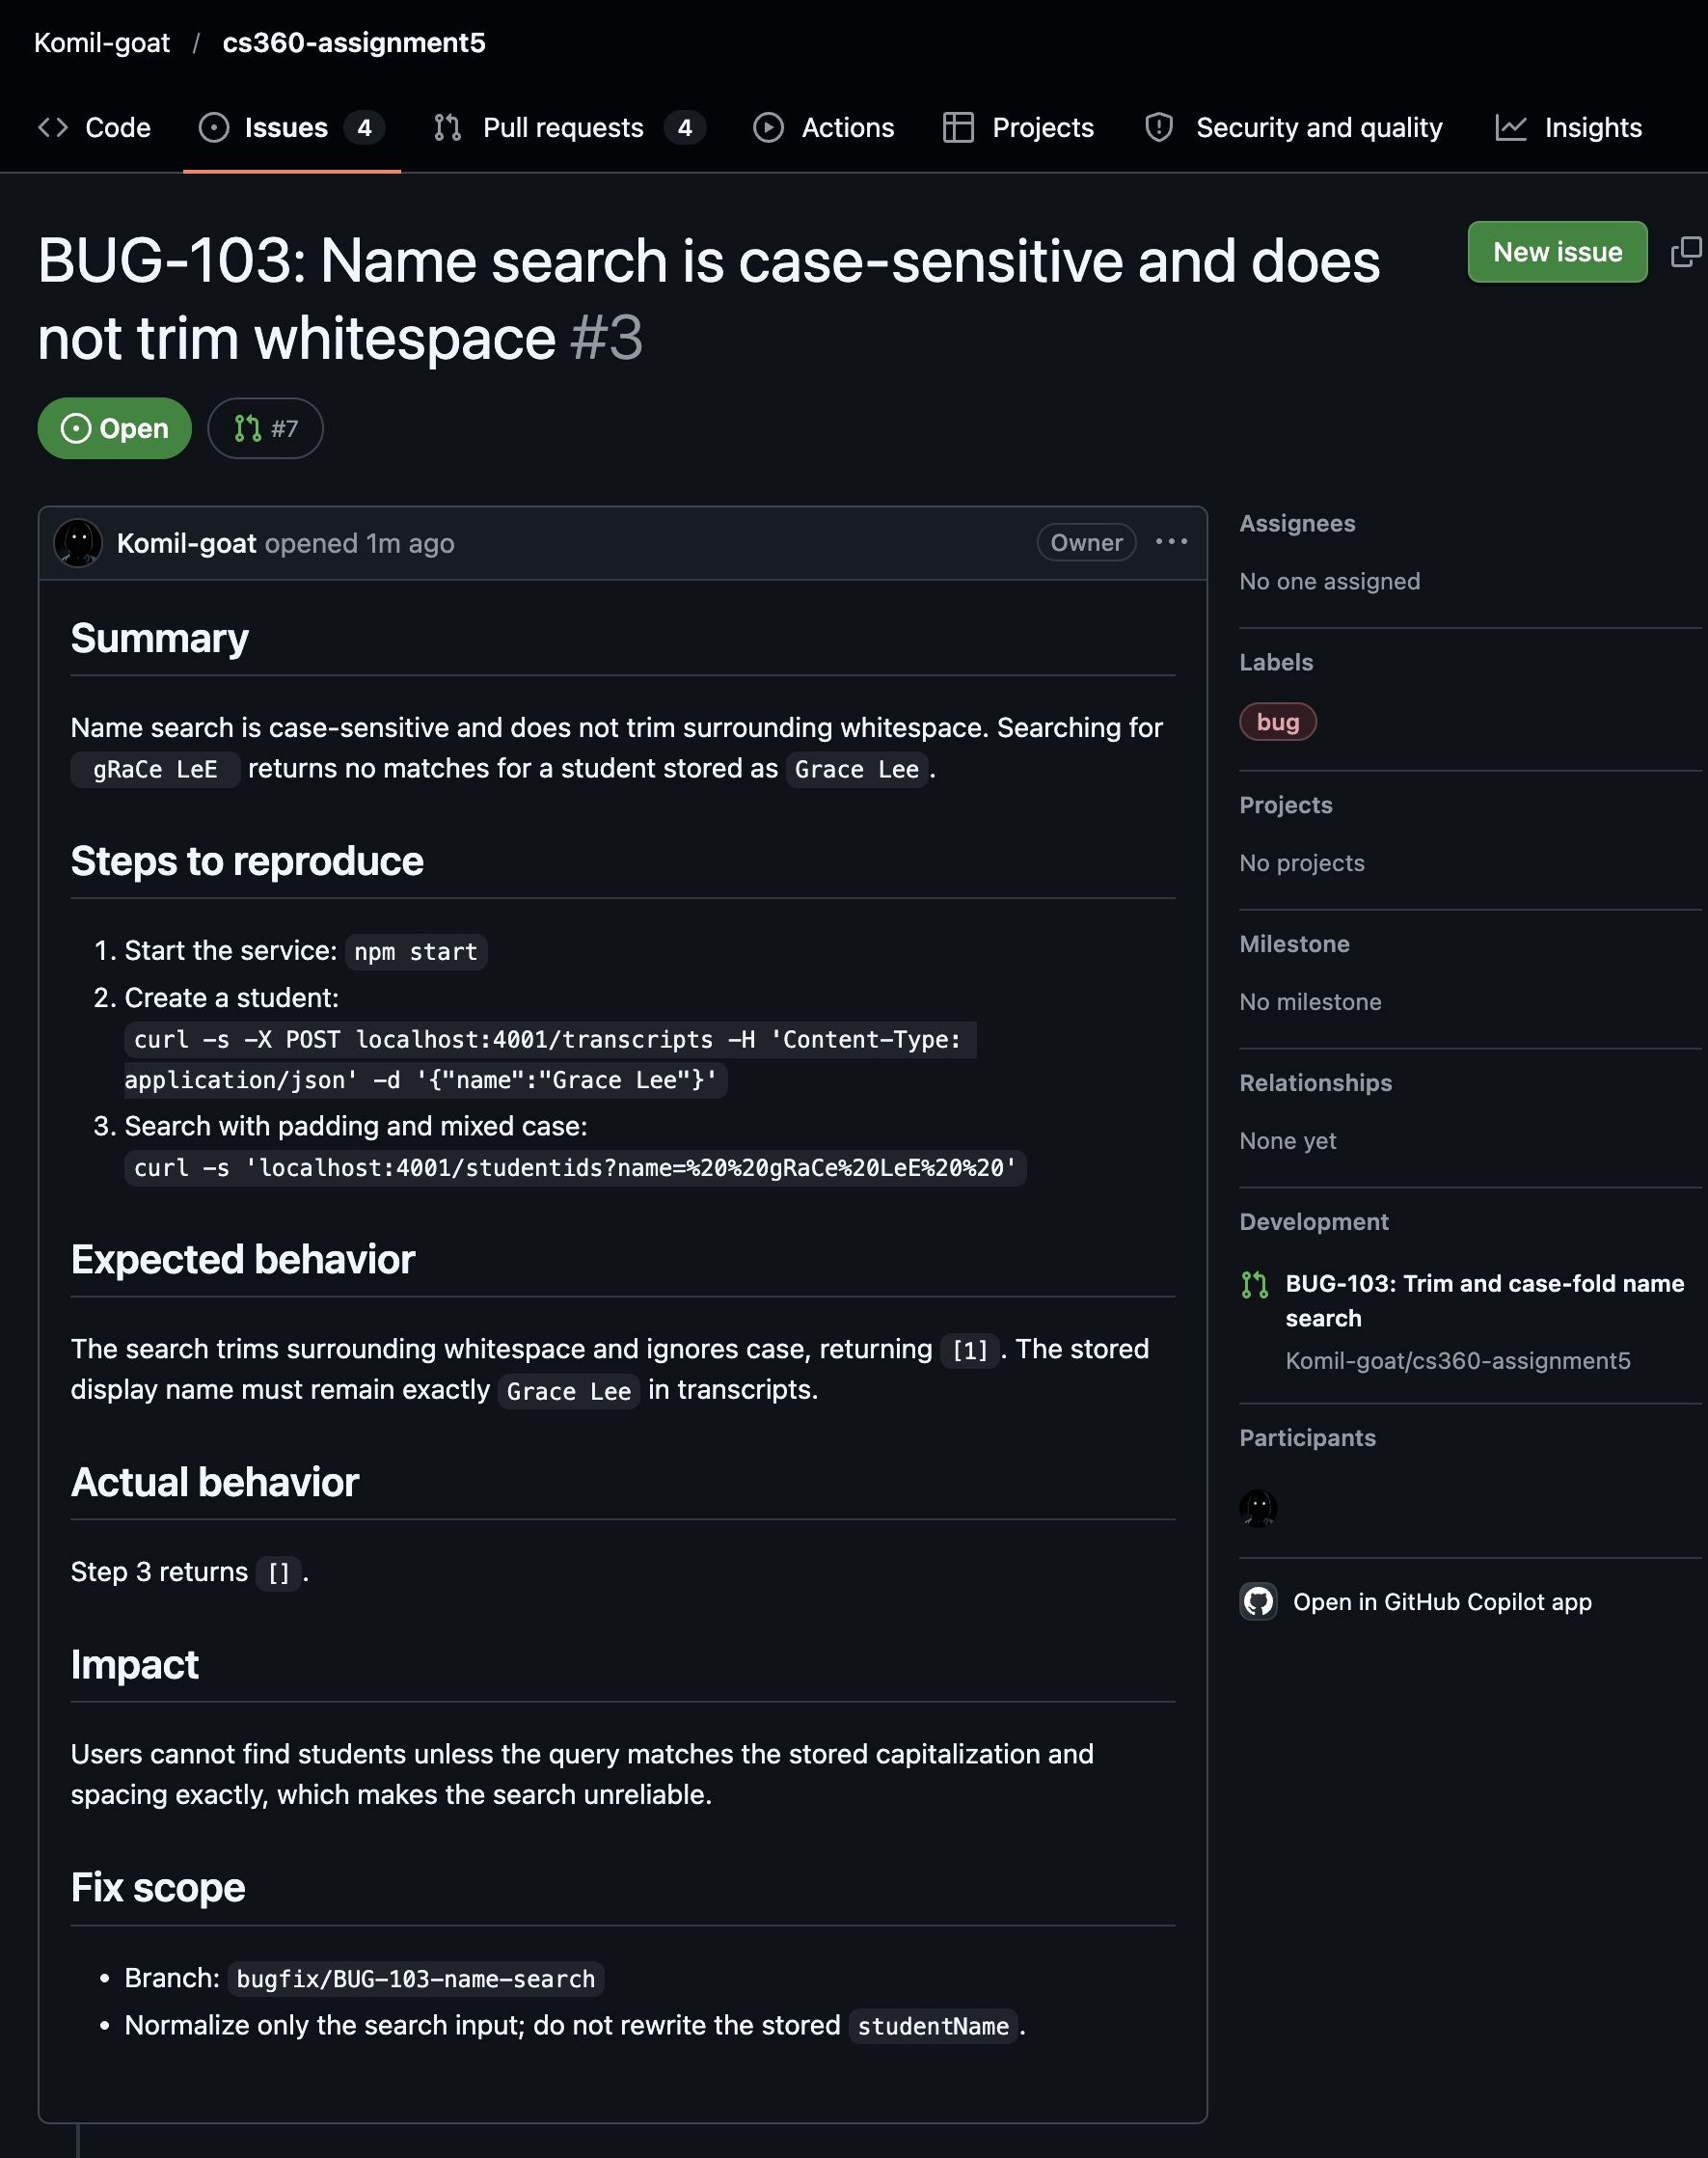 Komil-goat / cs360-assignment5
Code Issues 4 Pull requests 4 Actions Projects Security and quality Insights
BUG-103: Name search is case-sensitive and does
not trim whitespace #3
New issue
Open #7
Komil-goat opened 1m ago Owner
Summary
Name search is case-sensitive and does not trim surrounding whitespace. Searching for
gRaCe LeE returns no matches for a student stored as Grace Lee.
Steps to reproduce
1. Start the service: npm start
2. Create a student:
curl -s -X POST localhost:4001/transcripts -H 'Content-Type:
application/json' -d '{"name":"Grace Lee"}'
3. Search with padding and mixed case:
curl -s 'localhost:4001/studentids?name=%20%20gRaCe%20LeE%20%20'
Expected behavior
The search trims surrounding whitespace and ignores case, returning [1]. The stored
display name must remain exactly Grace Lee in transcripts.
Actual behavior
Step 3 returns [].
Impact
Users cannot find students unless the query matches the stored capitalization and
spacing exactly, which makes the search unreliable.
Fix scope
• Branch: bugfix/BUG-103-name-search
• Normalize only the search input; do not rewrite the stored studentName.
Assignees
No one assigned
Labels
bug
Projects
No projects
Milestone
No milestone
Relationships
None yet
Development
BUG-103: Trim and case-fold name
search
Komil-goat/cs360-assignment5
Participants
Open in GitHub Copilot app